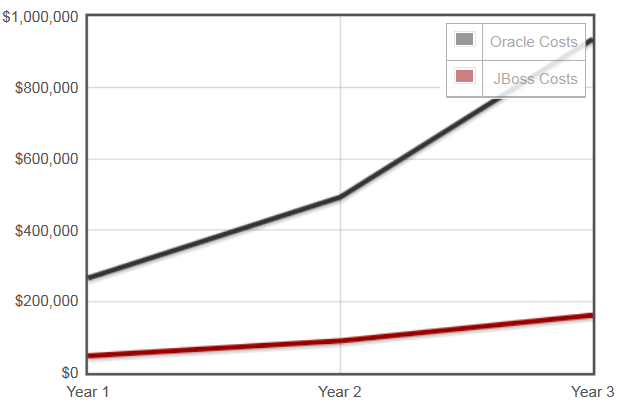 $1,000,000
Oracle Costs
JBoss Costs
$800,000
$600,000
$400,000
$200,000
$0
Year 1 Year 2 Year 3